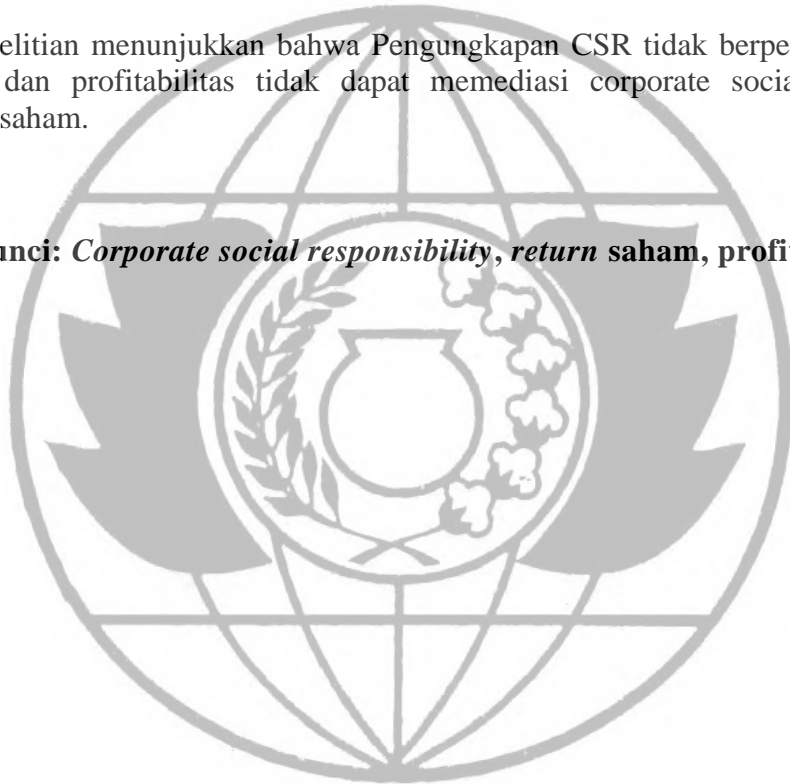 elitian menunjukkan bahwa Pengungkapan CSR tidak berpe
dan profitabilitas tidak dapat memediasi corporate socia
saham.
unci: Corporate social responsibility, return saham, profit